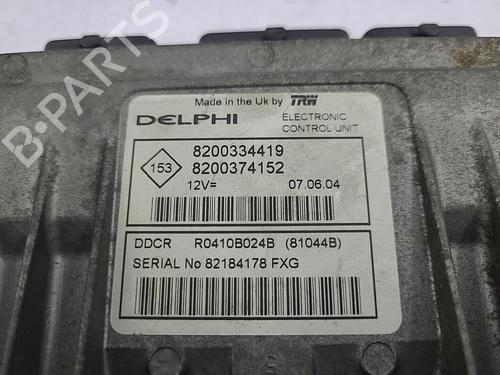 Made in the Uk by TRW
DELPHI
ELECTRONIC
CONTROL UNIT
153
8200334419
8200374152
12V=
07.06.04
DDCR R0410B024B (81044B)
SERIAL No 82184178 FXG
B-PARTS